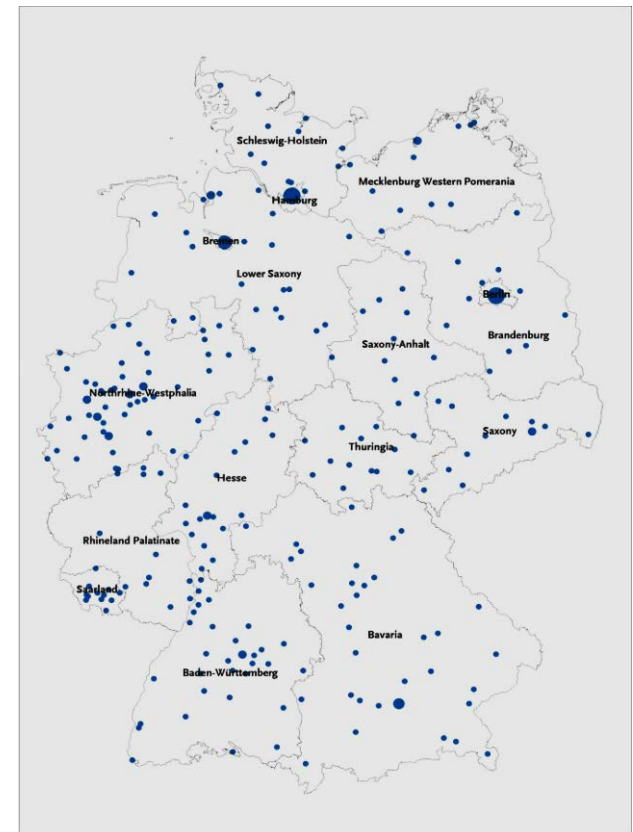 Schleswig-Holstein
Mecklenburg Western Pomerania
Hamburg
Bremen
Lower Saxony
Berlin
Brandenburg
Saxony-Anhalt
Northrhine-Westphalia
Saxony
Thuringia
Hesse
Rhineland Palatinate
Saarland
Bavaria
Baden-Württemberg